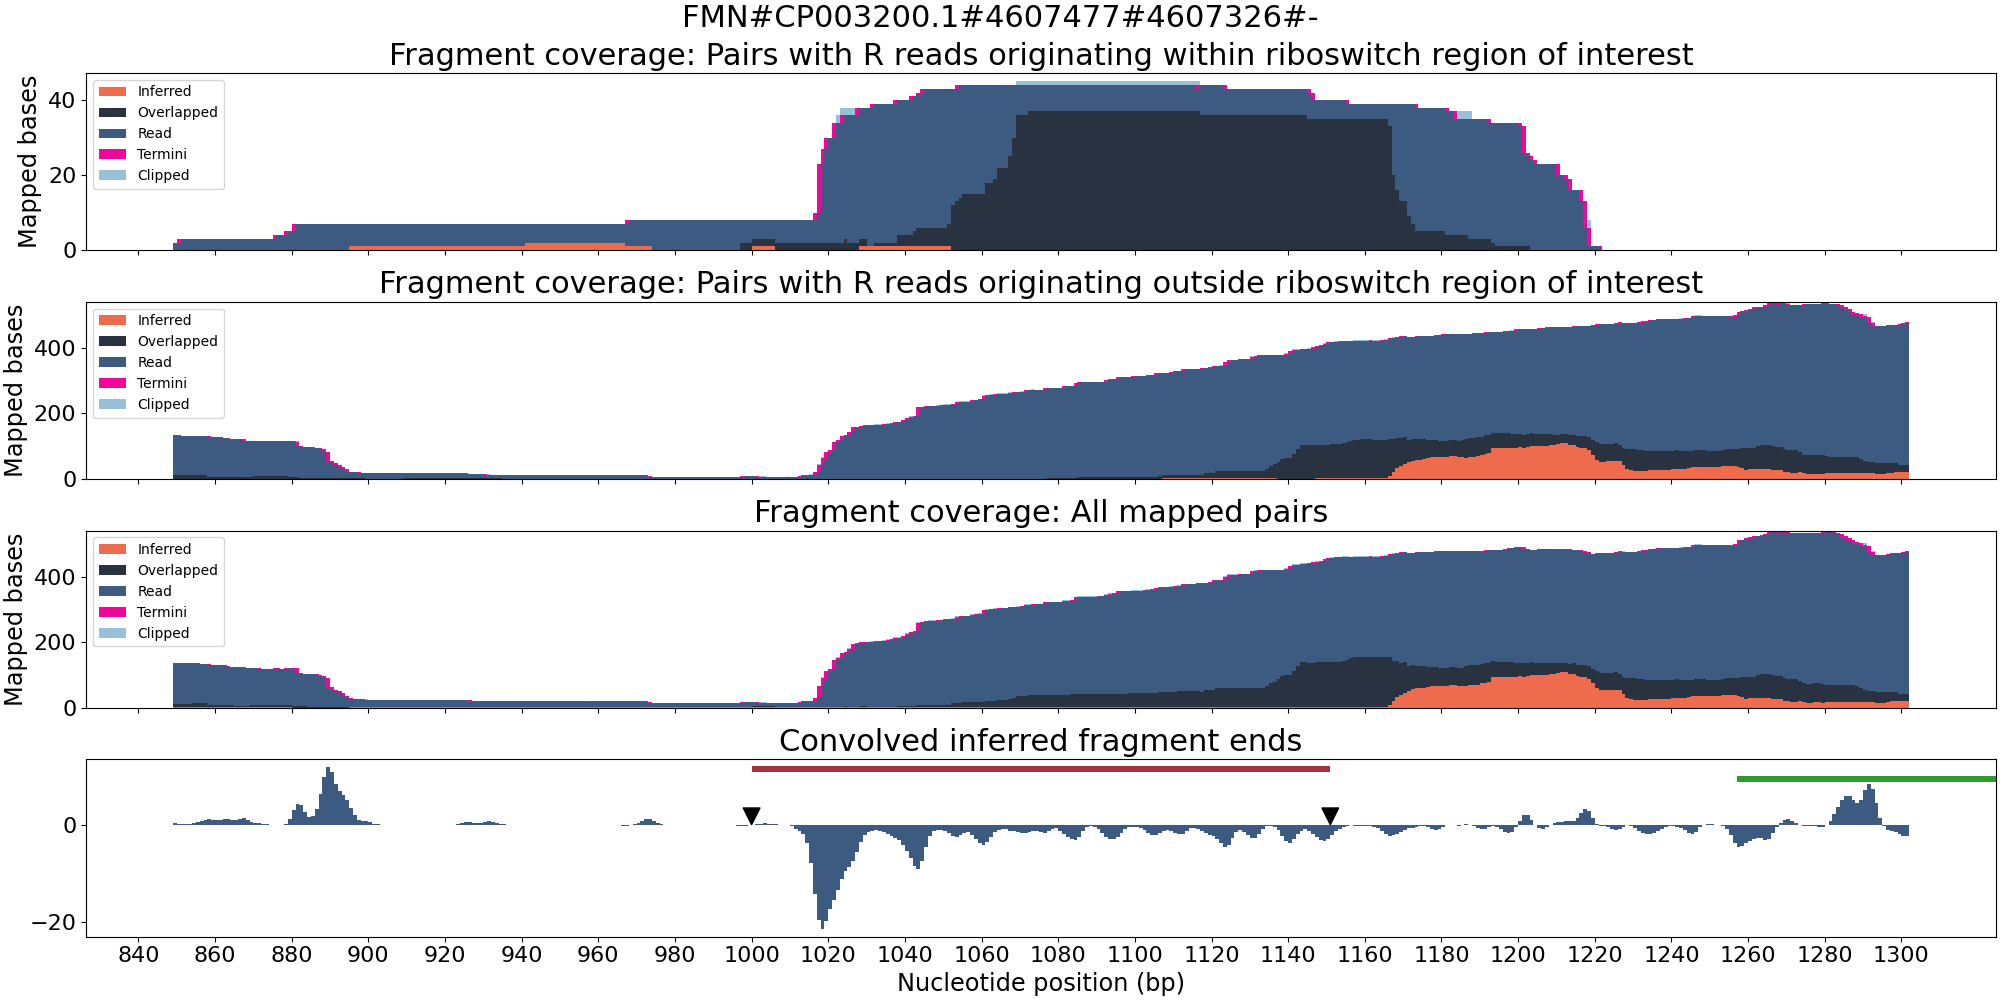 FMN#CP003200.1#4607477#4607326#-
Fragment coverage: Pairs with R reads originating within riboswitch region of interest
Mapped bases
40
20
0
Inferred
Overlapped
Read
Termini
Clipped
Fragment coverage: Pairs with R reads originating outside riboswitch region of interest
Mapped bases
400
200
0
Inferred
Overlapped
Read
Termini
Clipped
Fragment coverage: All mapped pairs
Mapped bases
400
200
0
Inferred
Overlapped
Read
Termini
Clipped
Convolved inferred fragment ends
0
−20
840 860 880 900 920 940 960 980 1000 1020 1040 1060 1080 1100 1120 1140 1160 1180 1200 1220 1240 1260 1280 1300
Nucleotide position (bp)